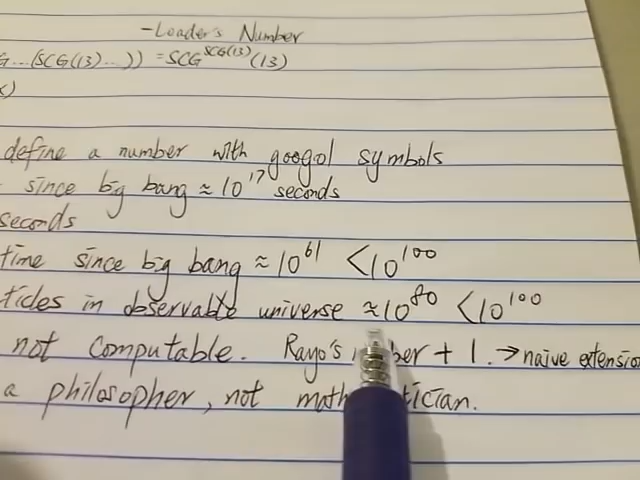 -Loader's Number
G...(SCG(13)...)) = SCG^SCG(13) (13)
)
define a number with googol symbols
since big bang ≈ 10^17 seconds
seconds
time since big bang ≈ 10^61 < 10^100
ticles in observable universe ≈ 10^80 < 10^100
not computable. Rayo's ber + 1. → naive extension
a philosopher, not math tician.